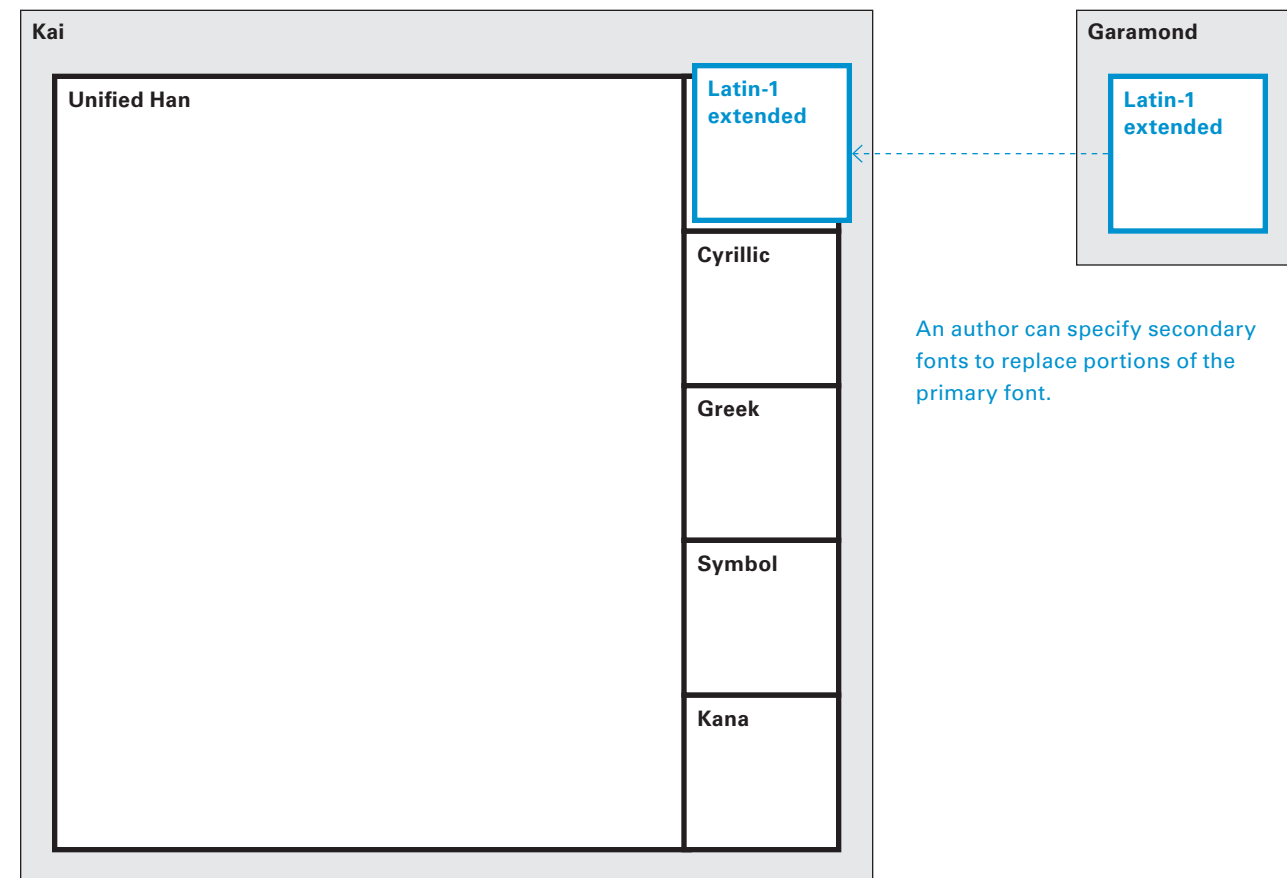 Kai
Unified Han
Latin-1
extended
Cyrillic
Greek
Symbol
Kana
Garamond
Latin-1
extended
An author can specify secondary
fonts to replace portions of the
primary font.